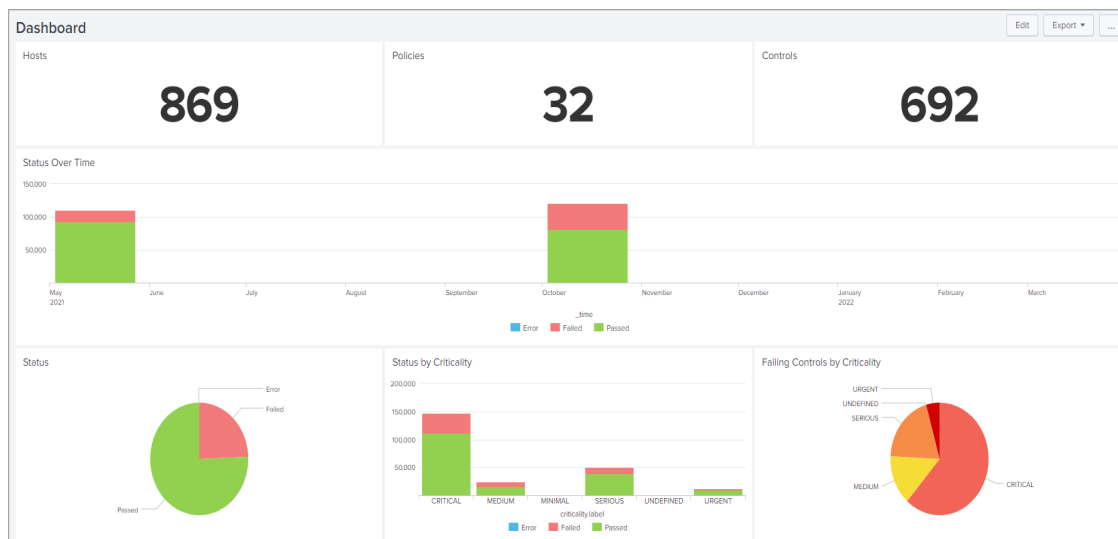 Dashboard
Edit
Export
...
Hosts
869
Policies
32
Controls
692
Status Over Time
150,000
100,000
50,000
May
2021
June
July
August
September
October
November
December
January
2022
February
March
_time
Error
Failed
Passed
Status
Error
Failed
Passed
Status by Criticality
200,000
150,000
100,000
50,000
CRITICAL
MEDIUM
MINIMAL
SERIOUS
UNDEFINED
URGENT
criticality.label
Error
Failed
Passed
Failing Controls by Criticality
URGENT
UNDEFINED
SERIOUS
MEDIUM
CRITICAL